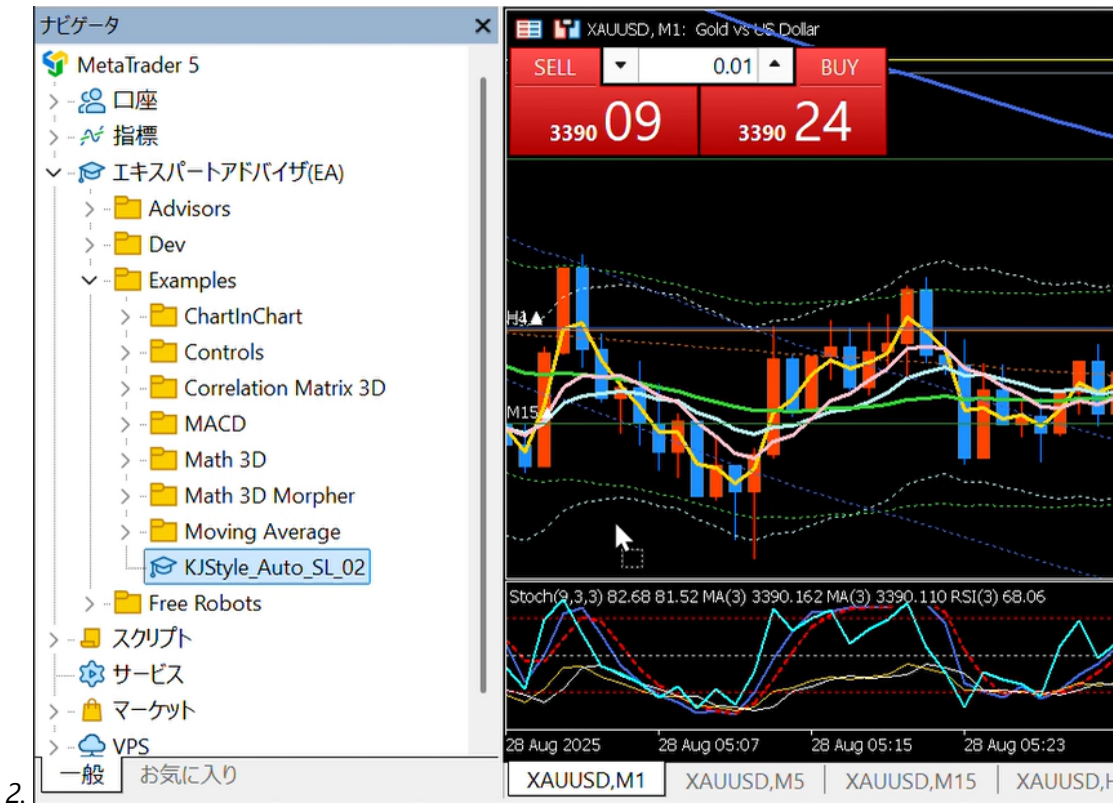 ナビゲータ
MetaTrader 5
口座
指標
エキスパートアドバイザ(EA)
Advisors
Dev
Examples
ChartInChart
Controls
Correlation Matrix 3D
MACD
Math 3D
Math 3D Morpher
Moving Average
KJStyle_Auto_SL_02
Free Robots
スクリプト
サービス
マーケット
VPS
一般 お気に入り
2.
XAUUSD, M1: Gold vs US Dollar
SELL 0.01 BUY
3390 09 3390 24
M15
Stoch(9,3,3) 82.68 81.52 MA(3) 3390.162 MA(3) 3390.110 RSI(3) 68.06
28 Aug 2025 28 Aug 05:07 28 Aug 05:15 28 Aug 05:23
XAUUSD,M1 XAUUSD,M5 XAUUSD,M15 XAUUSD,H